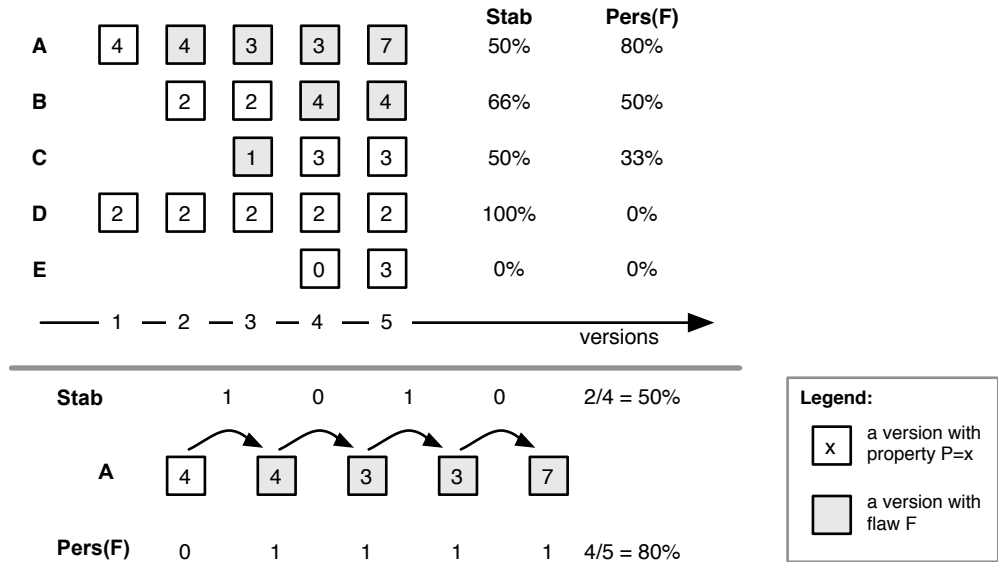 Stab Pers(F)
A 4 4 3 3 7 50% 80%
B 2 2 4 4 66% 50%
C 1 3 3 50% 33%
D 2 2 2 2 2 100% 0%
E 0 3 0% 0%
1 2 3 4 5
versions
Stab 1 0 1 0 2/4 = 50%
A 4 4 3 3 7
Pers(F) 0 1 1 1 1 4/5 = 80%
Legend:
x a version with
property P=x
a version with
flaw F